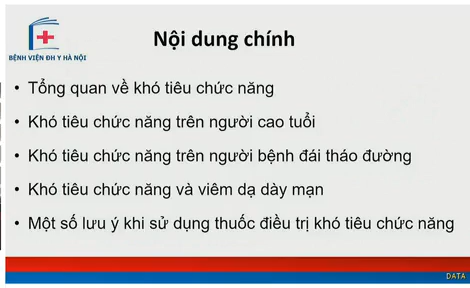 Nội dung chính
BỆNH VIỆN ĐH Y HÀ NỘI
• Tổng quan về khó tiêu chức năng
• Khó tiêu chức năng trên người cao tuổi
• Khó tiêu chức năng trên người bệnh đái tháo đường
• Khó tiêu chức năng và viêm dạ dày mạn
• Một số lưu ý khi sử dụng thuốc điều trị khó tiêu chức năng
DATA